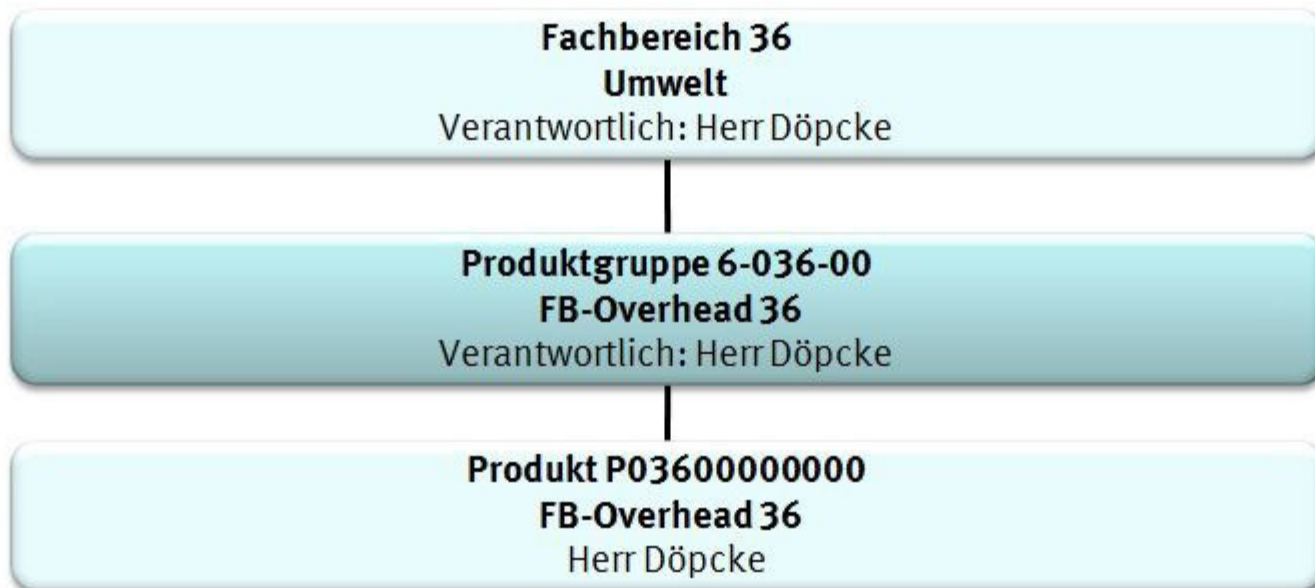 Fachbereich 36
Umwelt
Verantwortlich: Herr Döpcke
Produktgruppe 6-036-00
FB-Overhead 36
Verantwortlich: Herr Döpcke
Produkt P03600000000
FB-Overhead 36
Herr Döpcke